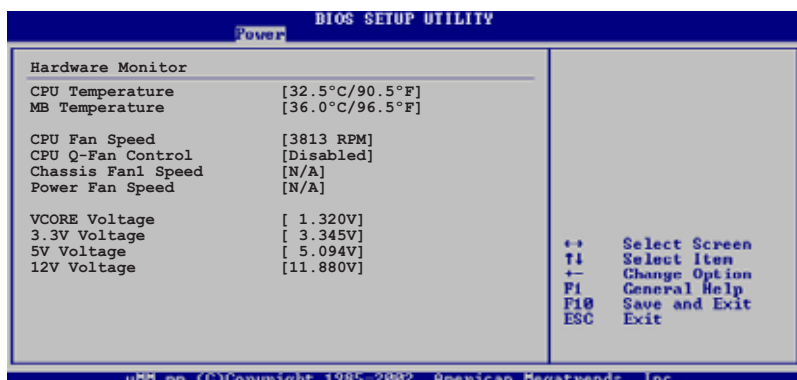 BIOS SETUP UTILITY
Power
Hardware Monitor
CPU Temperature [32.5°C/90.5°F]
MB Temperature [36.0°C/96.5°F]
CPU Fan Speed [3813 RPM]
CPU Q-Fan Control [Disabled]
Chassis Fan1 Speed [N/A]
Power Fan Speed [N/A]
VCORE Voltage [ 1.320V]
3.3V Voltage [ 3.345V]
5V Voltage [ 5.094V]
12V Voltage [11.880V]
↔ Select Screen
↑↓ Select Item
+- Change Option
F1 General Help
F10 Save and Exit
ESC Exit
(C)Copyright 1985-2002, American Megatrends, Inc